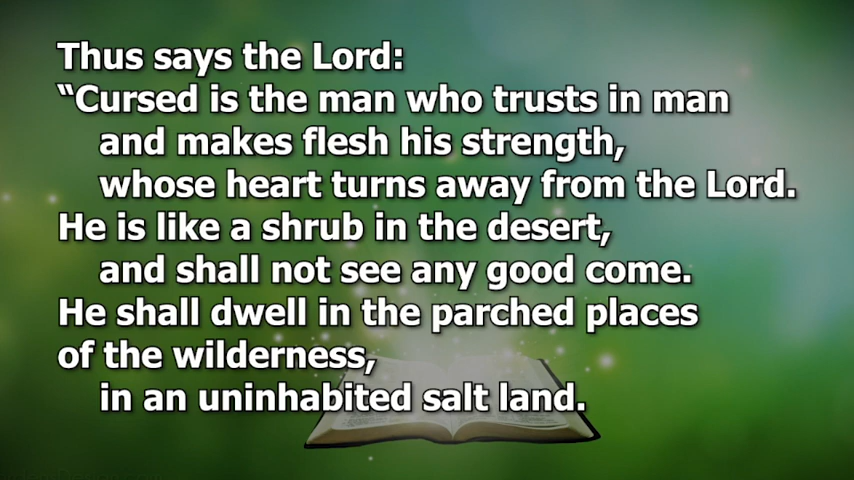 Thus says the Lord:
“Cursed is the man who trusts in man
and makes flesh his strength,
whose heart turns away from the Lord.
He is like a shrub in the desert,
and shall not see any good come.
He shall dwell in the parched places
of the wilderness,
in an uninhabited salt land.